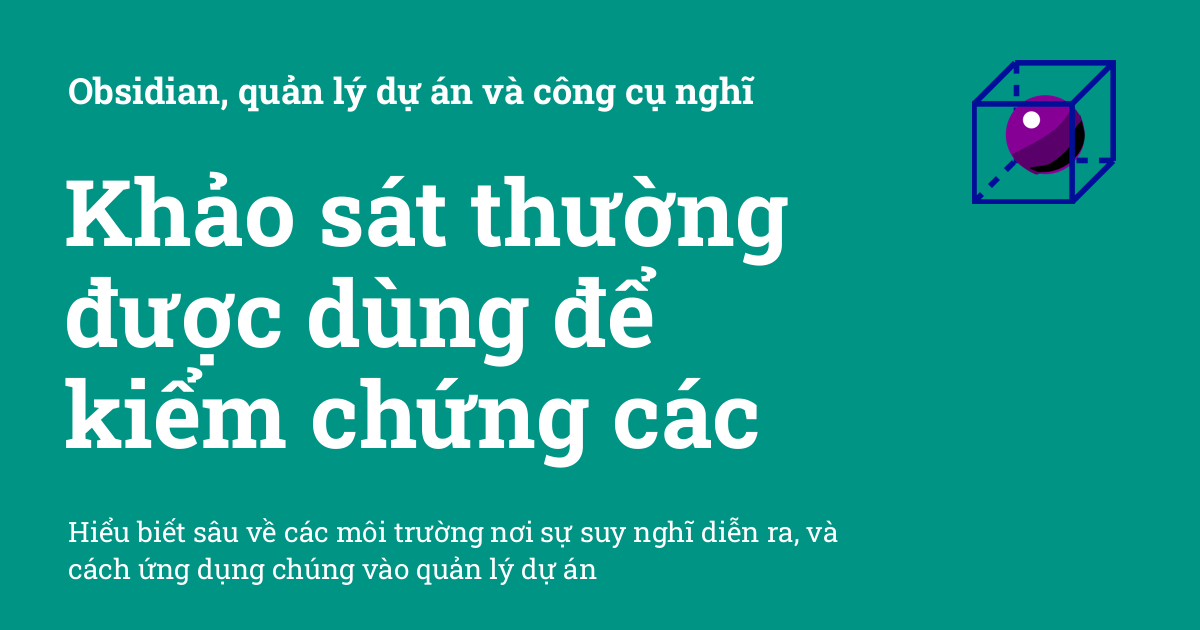 Obsidian, quản lý dự án và công cụ nghĩ
Khảo sát thường
được dùng để
kiểm chứng các
Hiểu biết sâu về các môi trường nơi sự suy nghĩ diễn ra, và
cách ứng dụng chúng vào quản lý dự án